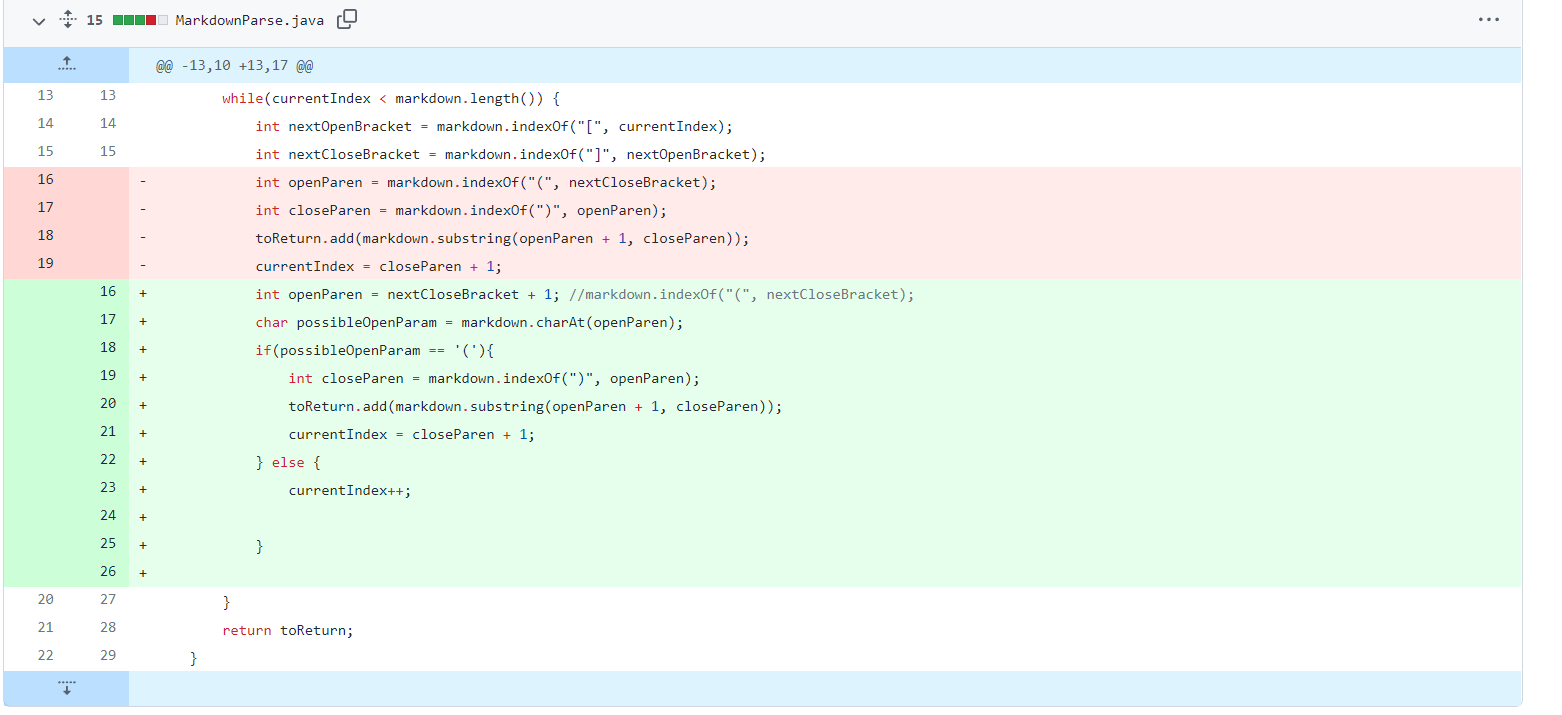 15 MarkdownParse.java
@@ -13,10 +13,17 @@
13 13 while(currentIndex < markdown.length()) {
14 14 int nextOpenBracket = markdown.indexOf("[", currentIndex);
15 15 int nextCloseBracket = markdown.indexOf("]", nextOpenBracket);
16 - int openParen = markdown.indexOf("(", nextCloseBracket);
17 - int closeParen = markdown.indexOf(")", openParen);
18 - toReturn.add(markdown.substring(openParen + 1, closeParen));
19 - currentIndex = closeParen + 1;
16 + int openParen = nextCloseBracket + 1; //markdown.indexOf("(", nextCloseBracket);
17 + char possibleOpenParam = markdown.charAt(openParen);
18 + if(possibleOpenParam == '('){
19 + int closeParen = markdown.indexOf(")", openParen);
20 + toReturn.add(markdown.substring(openParen + 1, closeParen));
21 + currentIndex = closeParen + 1;
22 + } else {
23 + currentIndex++;
24 +
25 + }
26 +
20 27 }
21 28 return toReturn;
22 29 }